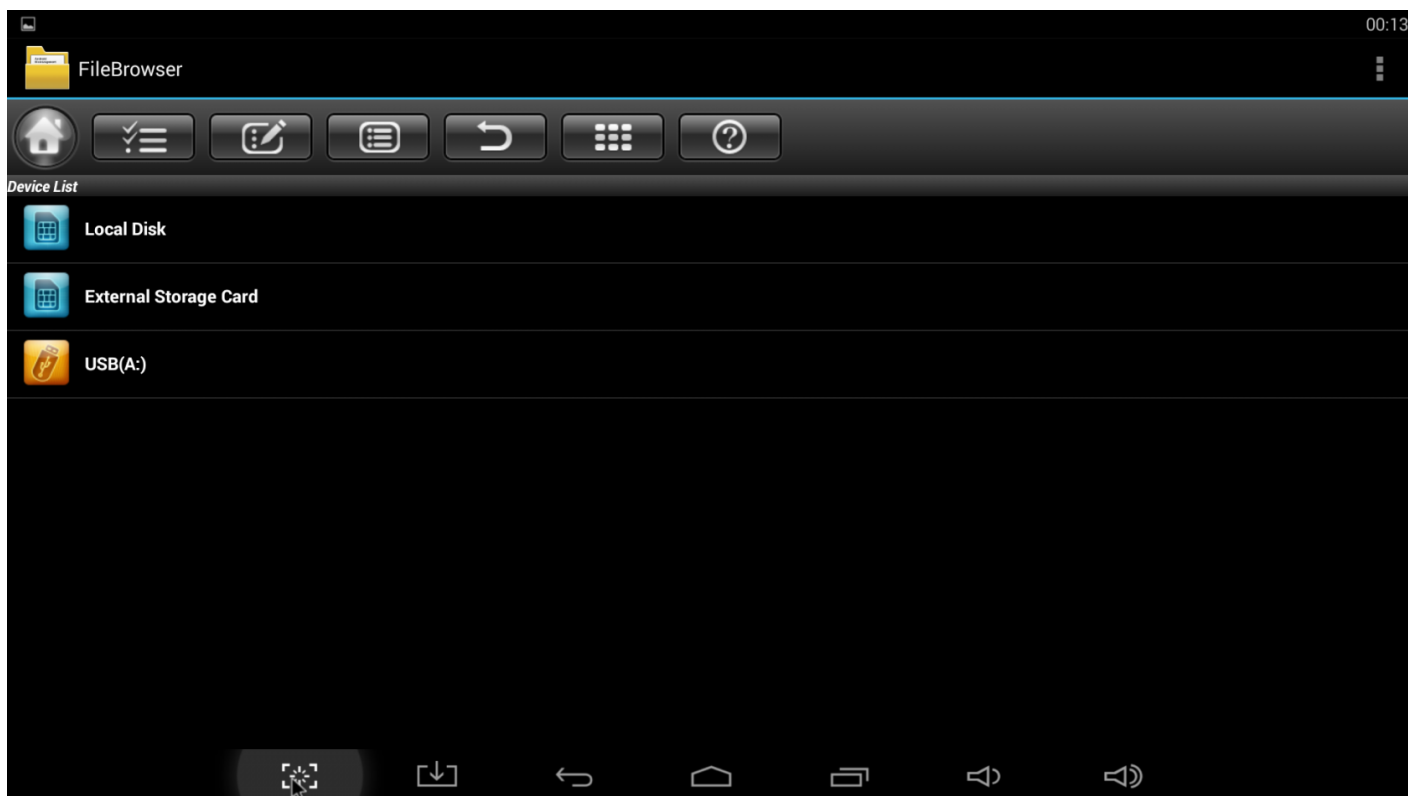 00:13
FileBrowser
Device List
Local Disk
External Storage Card
USB(A:)